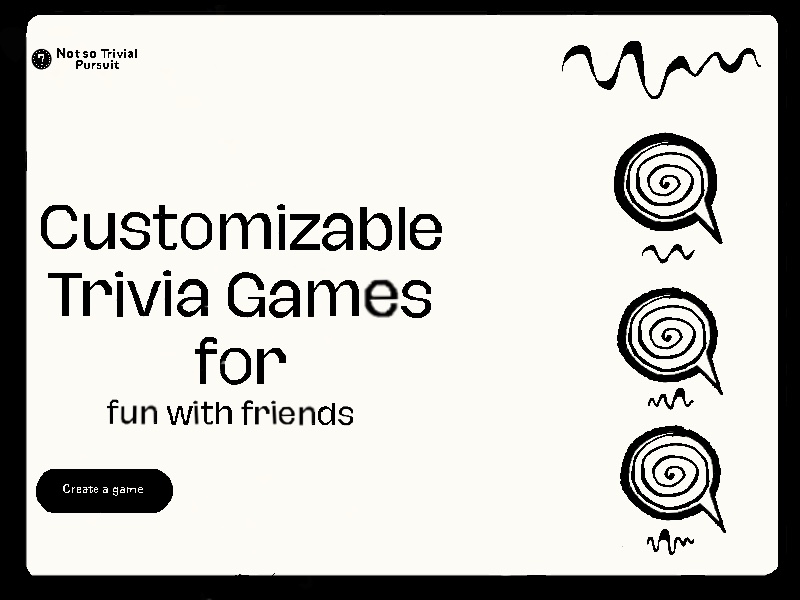 Not so Trivial
Pursuit
Customizable
Trivia Games
for
fun with friends
Create a game